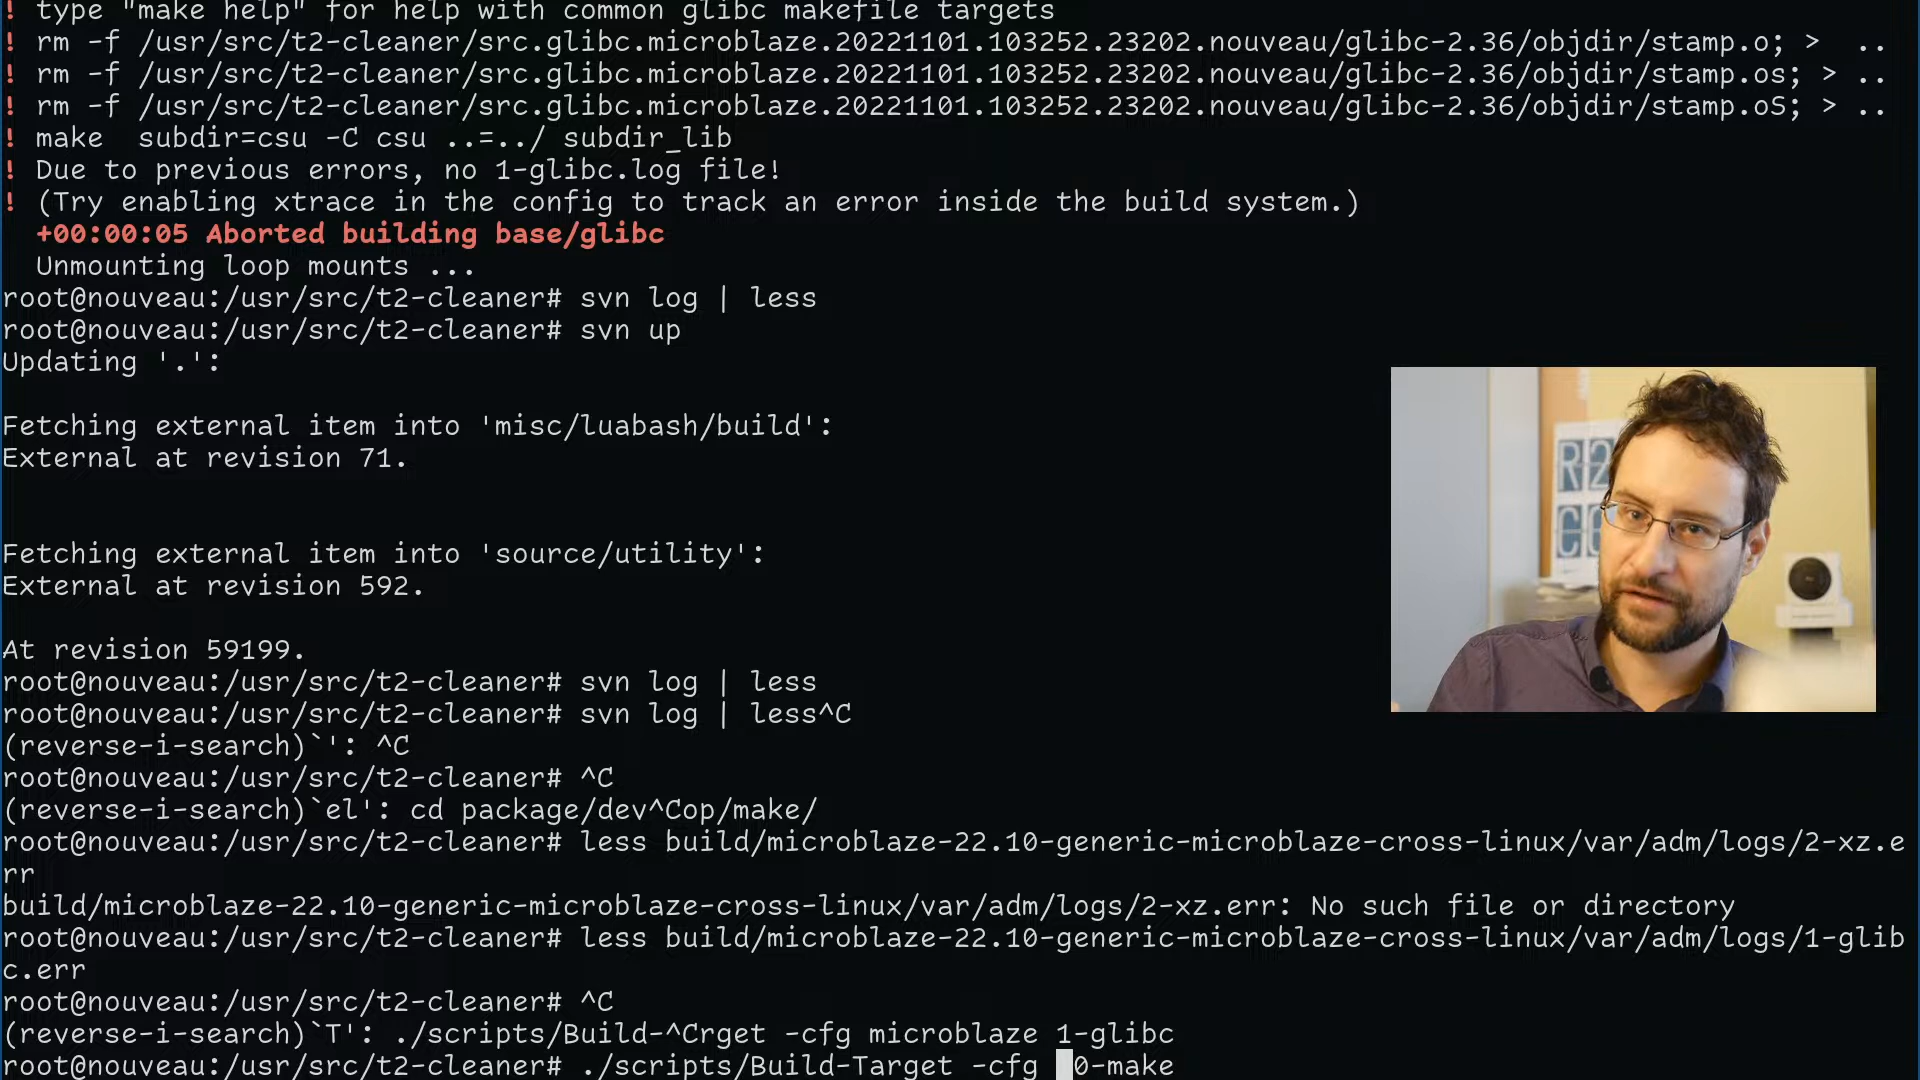 ! type "make help" for help with common glibc makefile targets
! rm -f /usr/src/t2-cleaner/src.glibc.microblaze.20221101.103252.23202.nouveau/glibc-2.36/objdir/stamp.o; >  ..
! rm -f /usr/src/t2-cleaner/src.glibc.microblaze.20221101.103252.23202.nouveau/glibc-2.36/objdir/stamp.os; > ..
! rm -f /usr/src/t2-cleaner/src.glibc.microblaze.20221101.103252.23202.nouveau/glibc-2.36/objdir/stamp.oS; > ..
! make  subdir=csu -C csu ..=../ subdir_lib
! Due to previous errors, no 1-glibc.log file!
! (Try enabling xtrace in the config to track an error inside the build system.)
+00:00:05 Aborted building base/glibc
Unmounting loop mounts ...
root@nouveau:/usr/src/t2-cleaner# svn log | less
root@nouveau:/usr/src/t2-cleaner# svn up
Updating '.':
Fetching external item into 'misc/luabash/build':
External at revision 71.
Fetching external item into 'source/utility':
External at revision 592.
At revision 59199.
root@nouveau:/usr/src/t2-cleaner# svn log | less
root@nouveau:/usr/src/t2-cleaner# svn log | less^C
(reverse-i-search)`': ^C
root@nouveau:/usr/src/t2-cleaner# ^C
(reverse-i-search)`el': cd package/dev^Cop/make/
root@nouveau:/usr/src/t2-cleaner# less build/microblaze-22.10-generic-microblaze-cross-linux/var/adm/logs/2-xz.e
rr
build/microblaze-22.10-generic-microblaze-cross-linux/var/adm/logs/2-xz.err: No such file or directory
root@nouveau:/usr/src/t2-cleaner# less build/microblaze-22.10-generic-microblaze-cross-linux/var/adm/logs/1-glib
c.err
root@nouveau:/usr/src/t2-cleaner# ^C
(reverse-i-search)`T': ./scripts/Build-^Crget -cfg microblaze 1-glibc
root@nouveau:/usr/src/t2-cleaner# ./scripts/Build-Target -cfg  0-make
R2